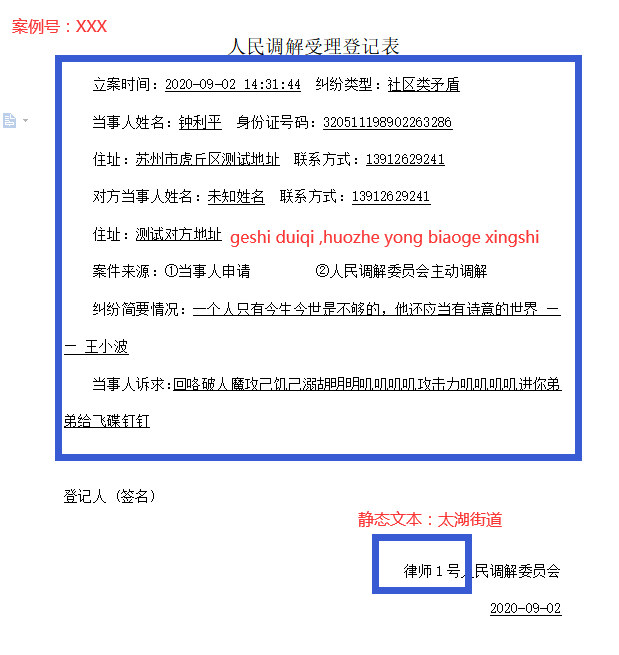 案例号：XXX
人民调解受理登记表
立案时间：2020-09-02 14:31:44 纠纷类型：社区类矛盾
当事人姓名：钟利平 身份证号码：320511198902263286
住址：苏州市虎丘区测试地址 联系方式：13912629241
对方当事人姓名：未知姓名 联系方式：13912629241
住址：测试对方地址 geshi duiqi ,huozhe yong biaoge xingshi
案件来源：①当事人申请 ②人民调解委员会主动调解
纠纷简要情况：一个人只有今生今世是不够的，他还应当有诗意的世界 —
— 王小波
当事人诉求:回咯破人魔攻己饥己溺胡明明叽叽叽叽攻击力叽叽叽叽进你弟
弟给飞碟钉钉
登记人（签名）
静态文本：太湖街道
律师1号人民调解委员会
2020-09-02